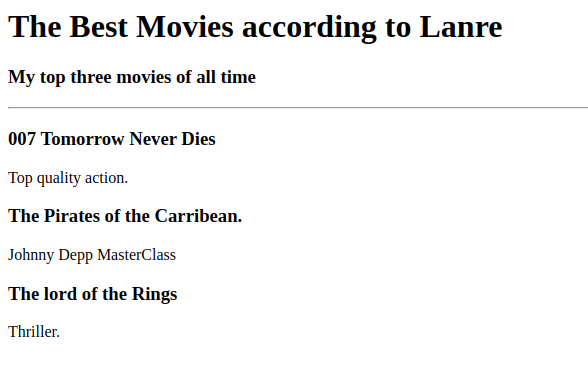 The Best Movies according to Lanre
My top three movies of all time
007 Tomorrow Never Dies
Top quality action.
The Pirates of the Carribean.
Johnny Depp MasterClass
The lord of the Rings
Thriller.